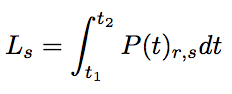 $L_s = \int_{t_1}^{t_2} P(t)_{r,s} dt$